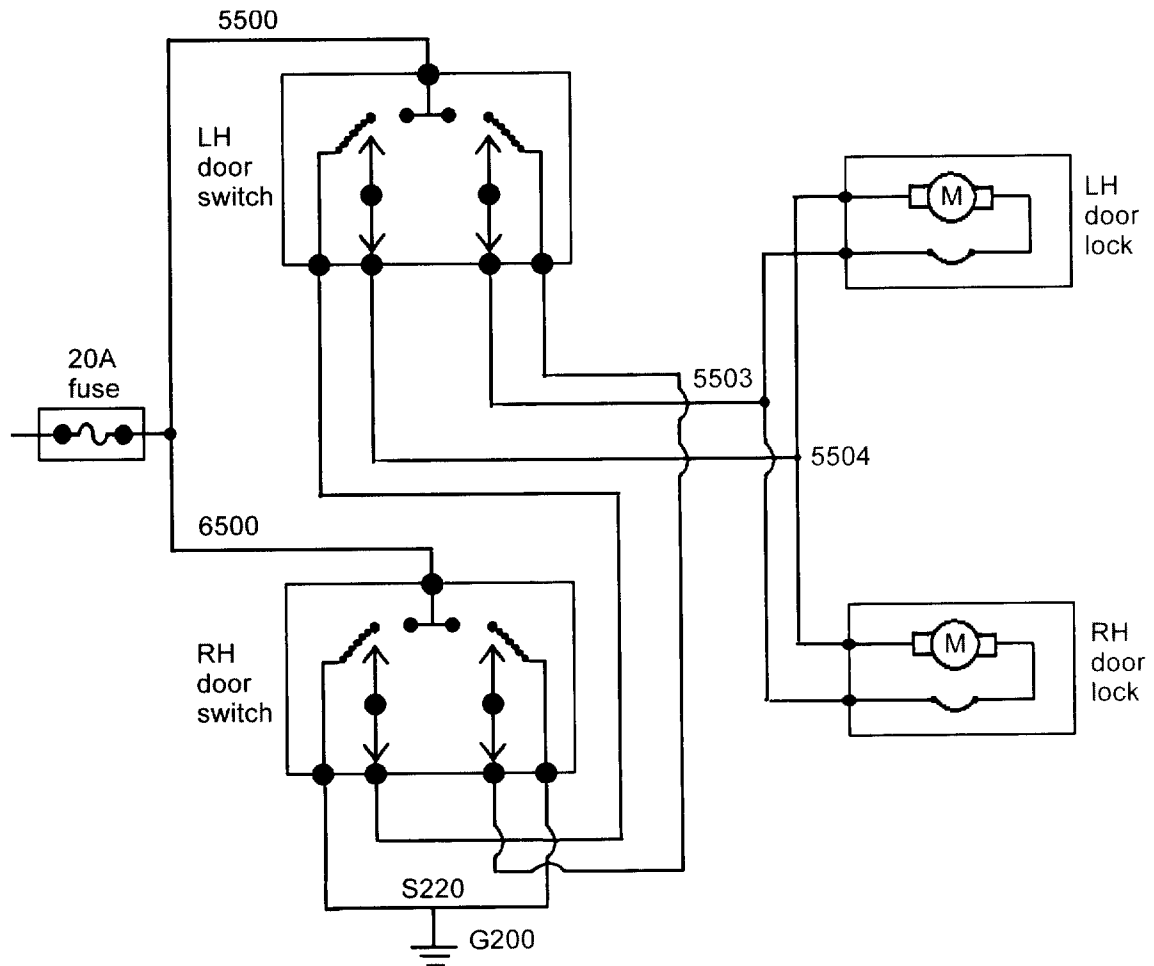 5500
LH
door
switch
M
LH
door
lock
20A
fuse
5503
5504
6500
RH
door
switch
M
RH
door
lock
S220
G200